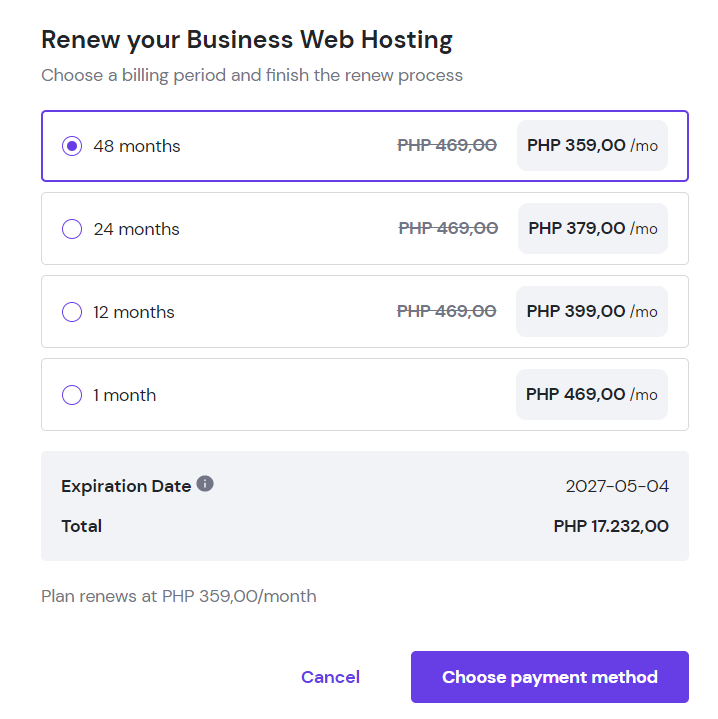 Renew your Business Web Hosting
Choose a billing period and finish the renew process
48 months PHP 469,00 PHP 359,00 /mo
24 months PHP 469,00 PHP 379,00 /mo
12 months PHP 469,00 PHP 399,00 /mo
1 month PHP 469,00 /mo
Expiration Date i 2027-05-04
Total PHP 17.232,00
Plan renews at PHP 359,00/month
Cancel Choose payment method